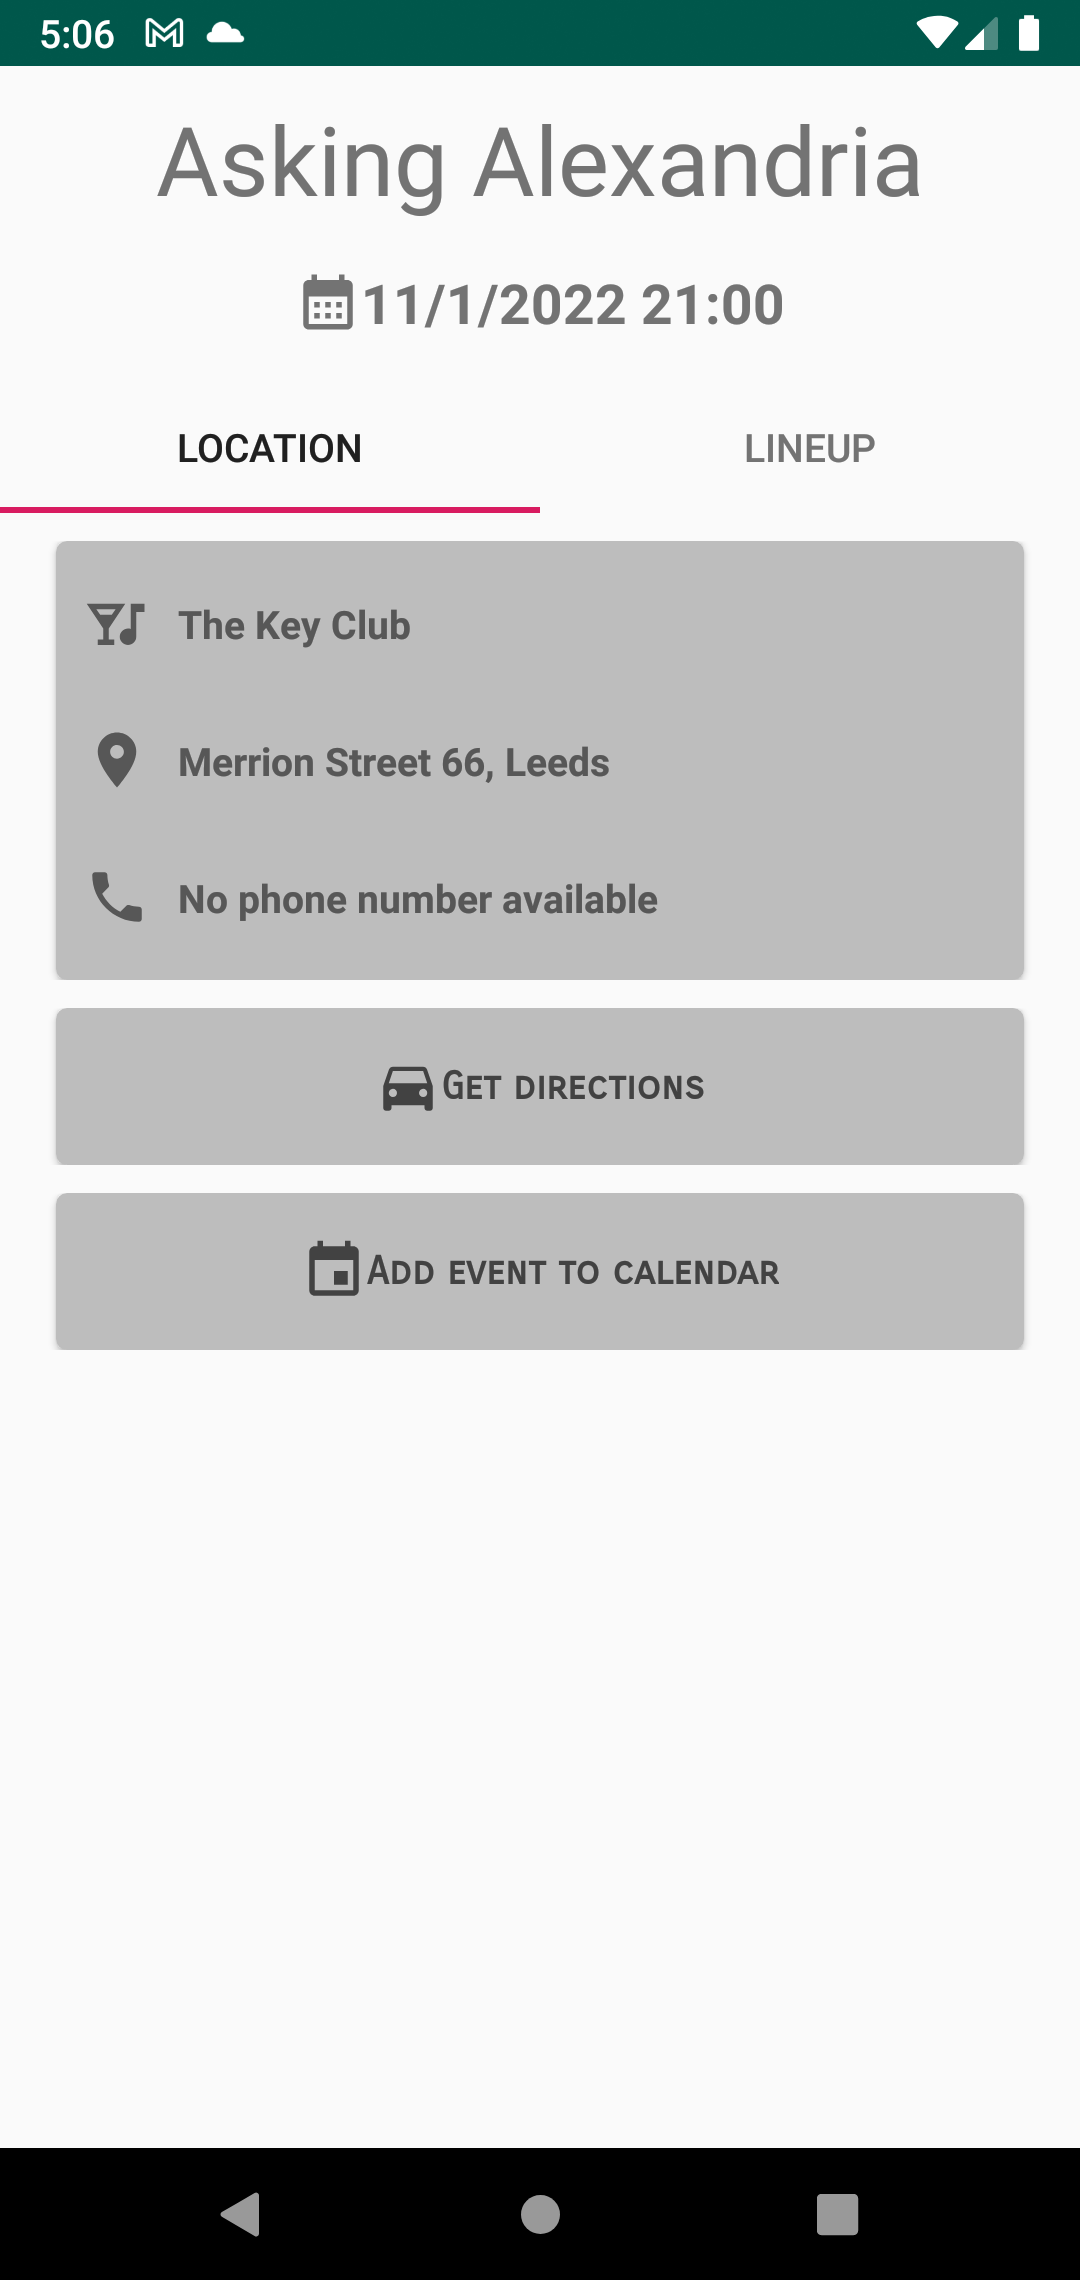 5:06
Asking Alexandria
11/1/2022 21:00
LOCATION
LINEUP
The Key Club
Merrion Street 66, Leeds
No phone number available
Get directions
Add event to calendar